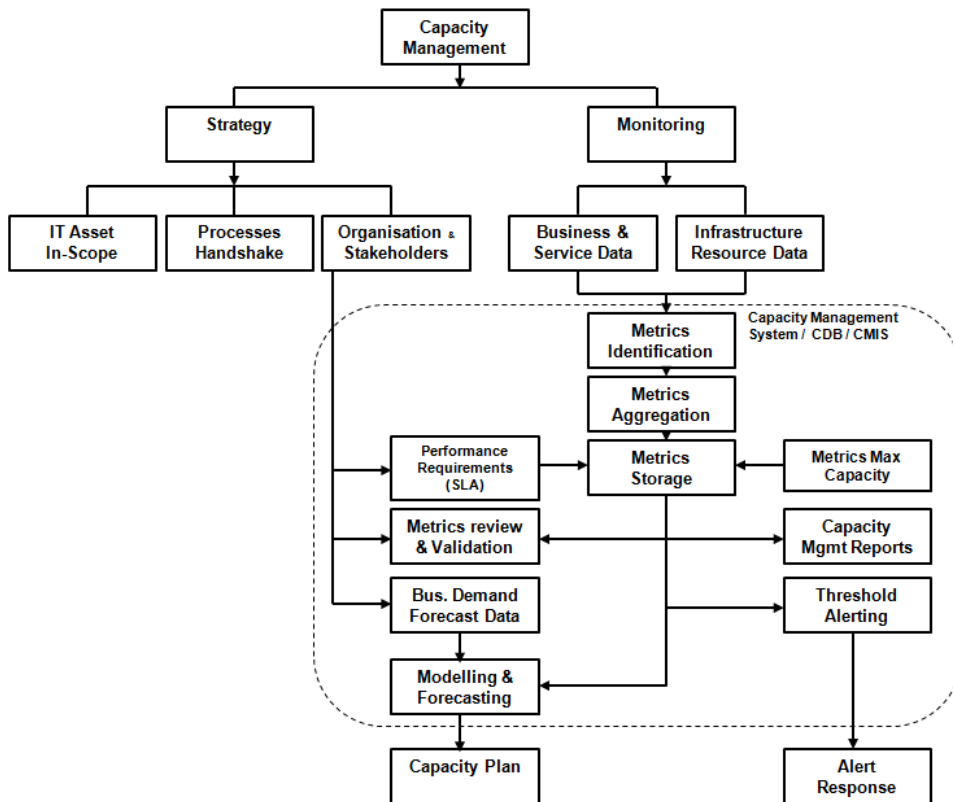 Capacity
Management
Strategy
Monitoring
IT Asset
In-Scope
Processes
Handshake
Organisation &
Stakeholders
Business &
Service Data
Infrastructure
Resource Data
Capacity Management
System / CDB / CMIS
Metrics
Identification
Metrics
Aggregation
Performance
Requirements
(SLA)
Metrics
Storage
Metrics Max
Capacity
Metrics review
& Validation
Capacity
Mgmt Reports
Bus. Demand
Forecast Data
Threshold
Alerting
Modelling &
Forecasting
Capacity Plan
Alert
Response